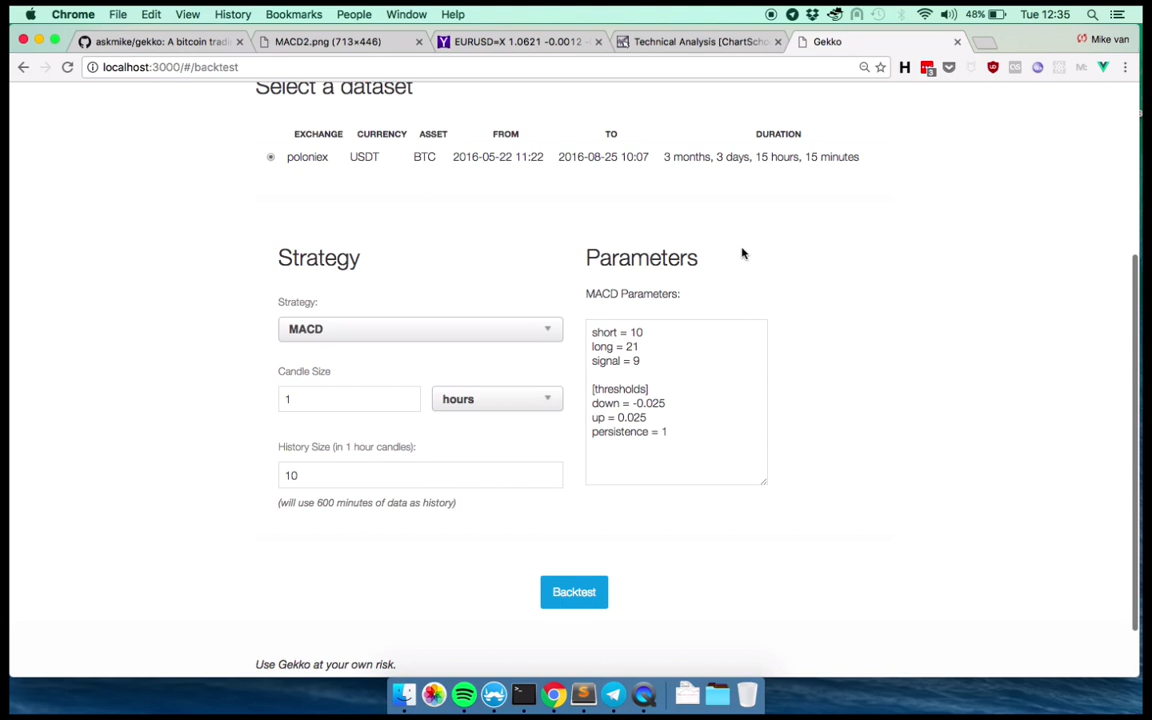 Chrome File Edit View History Bookmarks People Window Help
48% Tue 12:35
askmike/gekko: A bitcoin tradi
MACD2.png (713×446)
EURUSD=X 1.0621 -0.0012 -
Technical Analysis [ChartScho
Gekko
Mike van
localhost:3000/#/backtest
Select a dataset
EXCHANGE CURRENCY ASSET FROM TO DURATION
poloniex USDT BTC 2016-05-22 11:22 2016-08-25 10:07 3 months, 3 days, 15 hours, 15 minutes
Strategy
Strategy:
MACD
Candle Size
1 hours
History Size (in 1 hour candles):
10
(will use 600 minutes of data as history)
Parameters
MACD Parameters:
short = 10
long = 21
signal = 9
[thresholds]
down = -0.025
up = 0.025
persistence = 1
Backtest
Use Gekko at your own risk.